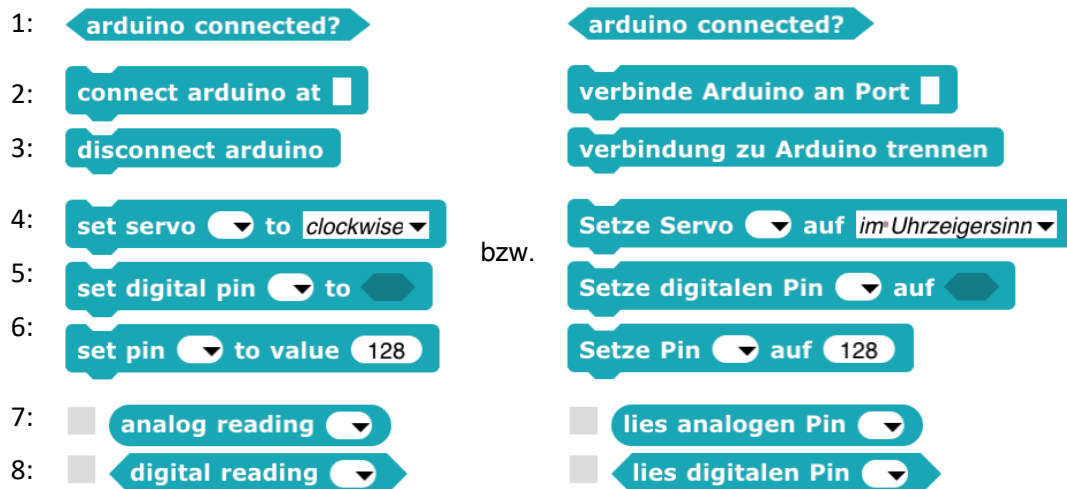 1: arduino connected? arduino connected?
2: connect arduino at verbinde Arduino an Port
3: disconnect arduino verbindung zu Arduino trennen
4: set servo to clockwise Setze Servo auf im Uhrzeigersinn
bzw.
5: set digital pin to Setze digitalen Pin auf
6: set pin to value 128 Setze Pin auf 128
7: analog reading lies analogen Pin
8: digital reading lies digitalen Pin